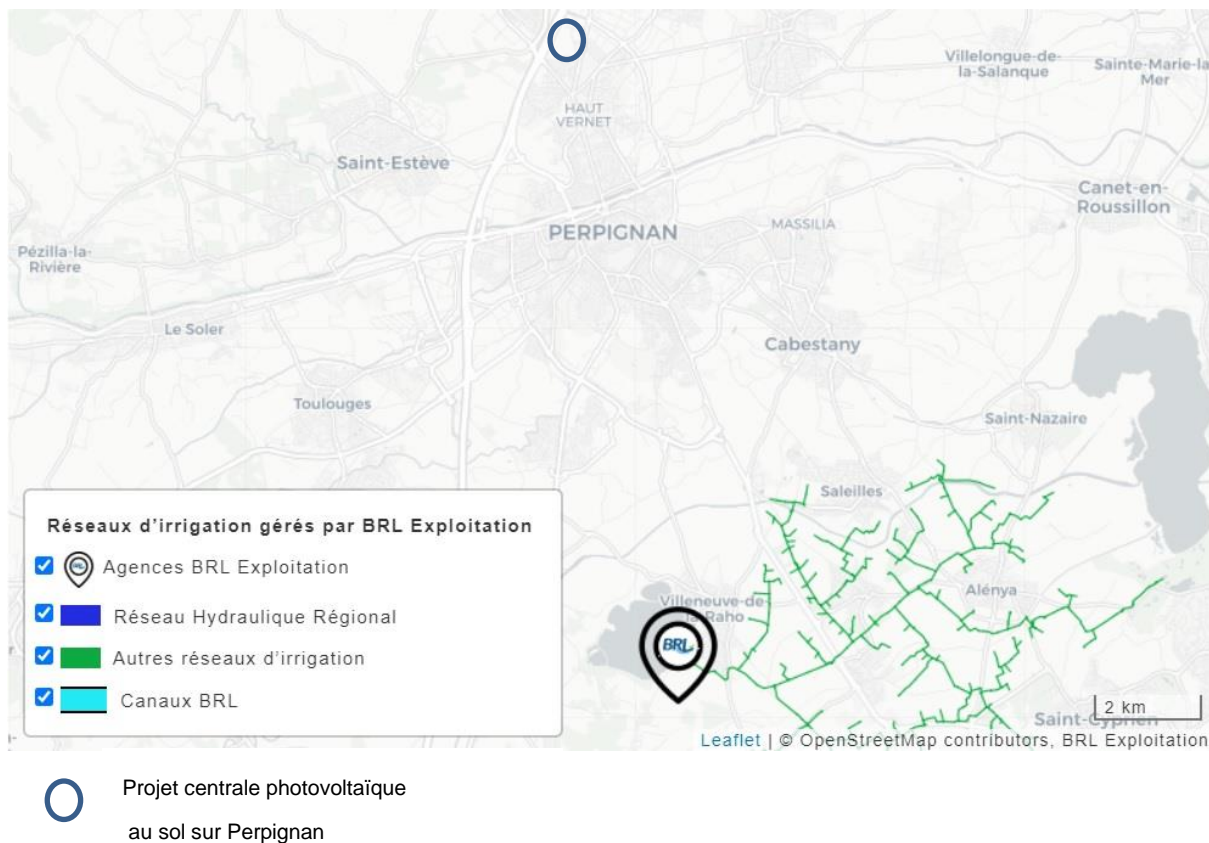 Villelongue-de-
la-Salanque
Sainte-Marie-la-
Mer
HAUT
VERNET
Saint-Estève
Canet-en-
Roussillon
PERPIGNAN
MASSILIA
Pézilla-la-
Rivière
Le Soler
Cabestany
Toulouges
Saint-Nazaire
Saleilles
Réseaux d'irrigation gérés par BRL Exploitation
Agences BRL Exploitation
Réseau Hydraulique Régional
Autres réseaux d'irrigation
Canaux BRL
Villeneuve-de-
la-Raho
BRL
Alénya
2 km
Saint-Cyprien
Leaflet | © OpenStreetMap contributors, BRL Exploitation
Projet centrale photovoltaïque
au sol sur Perpignan